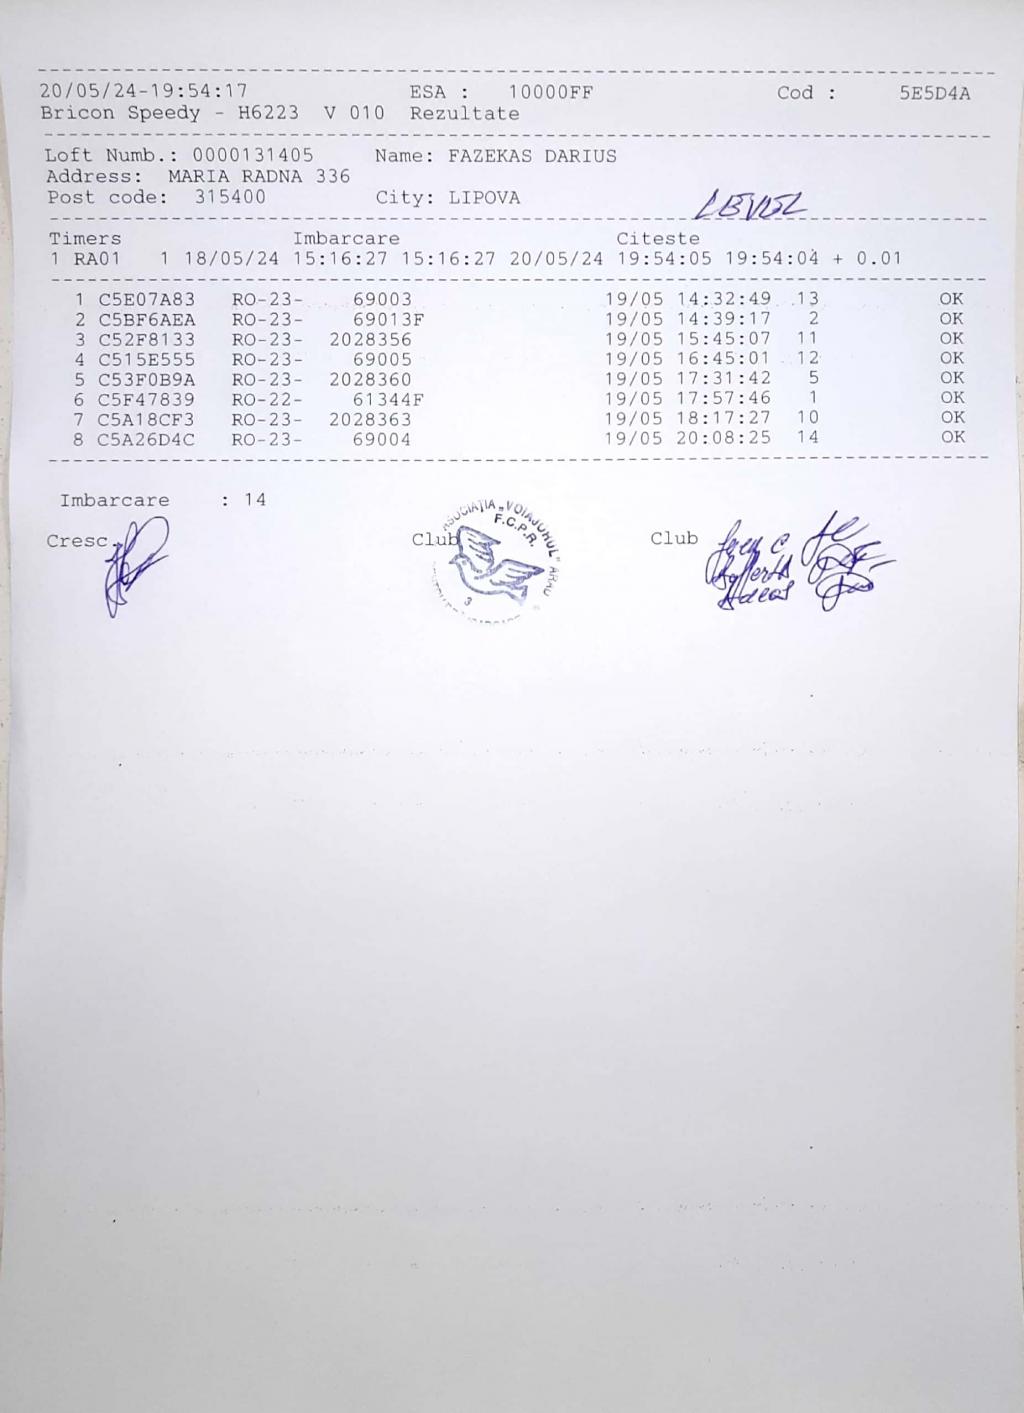 20/05/24-19:54:17 ESA : 10000FF Cod : 5E5D4A
Bricon Speedy - H6223 V 010 Rezultate
Loft Numb.: 0000131405 Name: FAZEKAS DARIUS
Address: MARIA RADNA 336
Post code: 315400 City: LIPOVA
Timers Imbarcare Citeste
1 RA01 1 18/05/24 15:16:27 15:16:27 20/05/24 19:54:05 19:54:04 + 0.01
1 C5E07A83 RO-23- 69003 19/05 14:32:49 13 OK
2 C5BF6AEA RO-23- 69013F 19/05 14:39:17 2 OK
3 C52F8133 RO-23- 2028356 19/05 15:45:07 11 OK
4 C515E555 RO-23- 69005 19/05 16:45:01 12 OK
5 C53F0B9A RO-23- 2028360 19/05 17:31:42 5 OK
6 C5F47839 RO-22- 61344F 19/05 17:57:46 1 OK
7 C5A18CF3 RO-23- 2028363 19/05 18:17:27 10 OK
8 C5A26D4C RO-23- 69004 19/05 20:08:25 14 OK
Imbarcare : 14
ASOCIAȚIA „VOIAJORUL" ARAD
F.C.P.R.
Cresc. Club Club
3